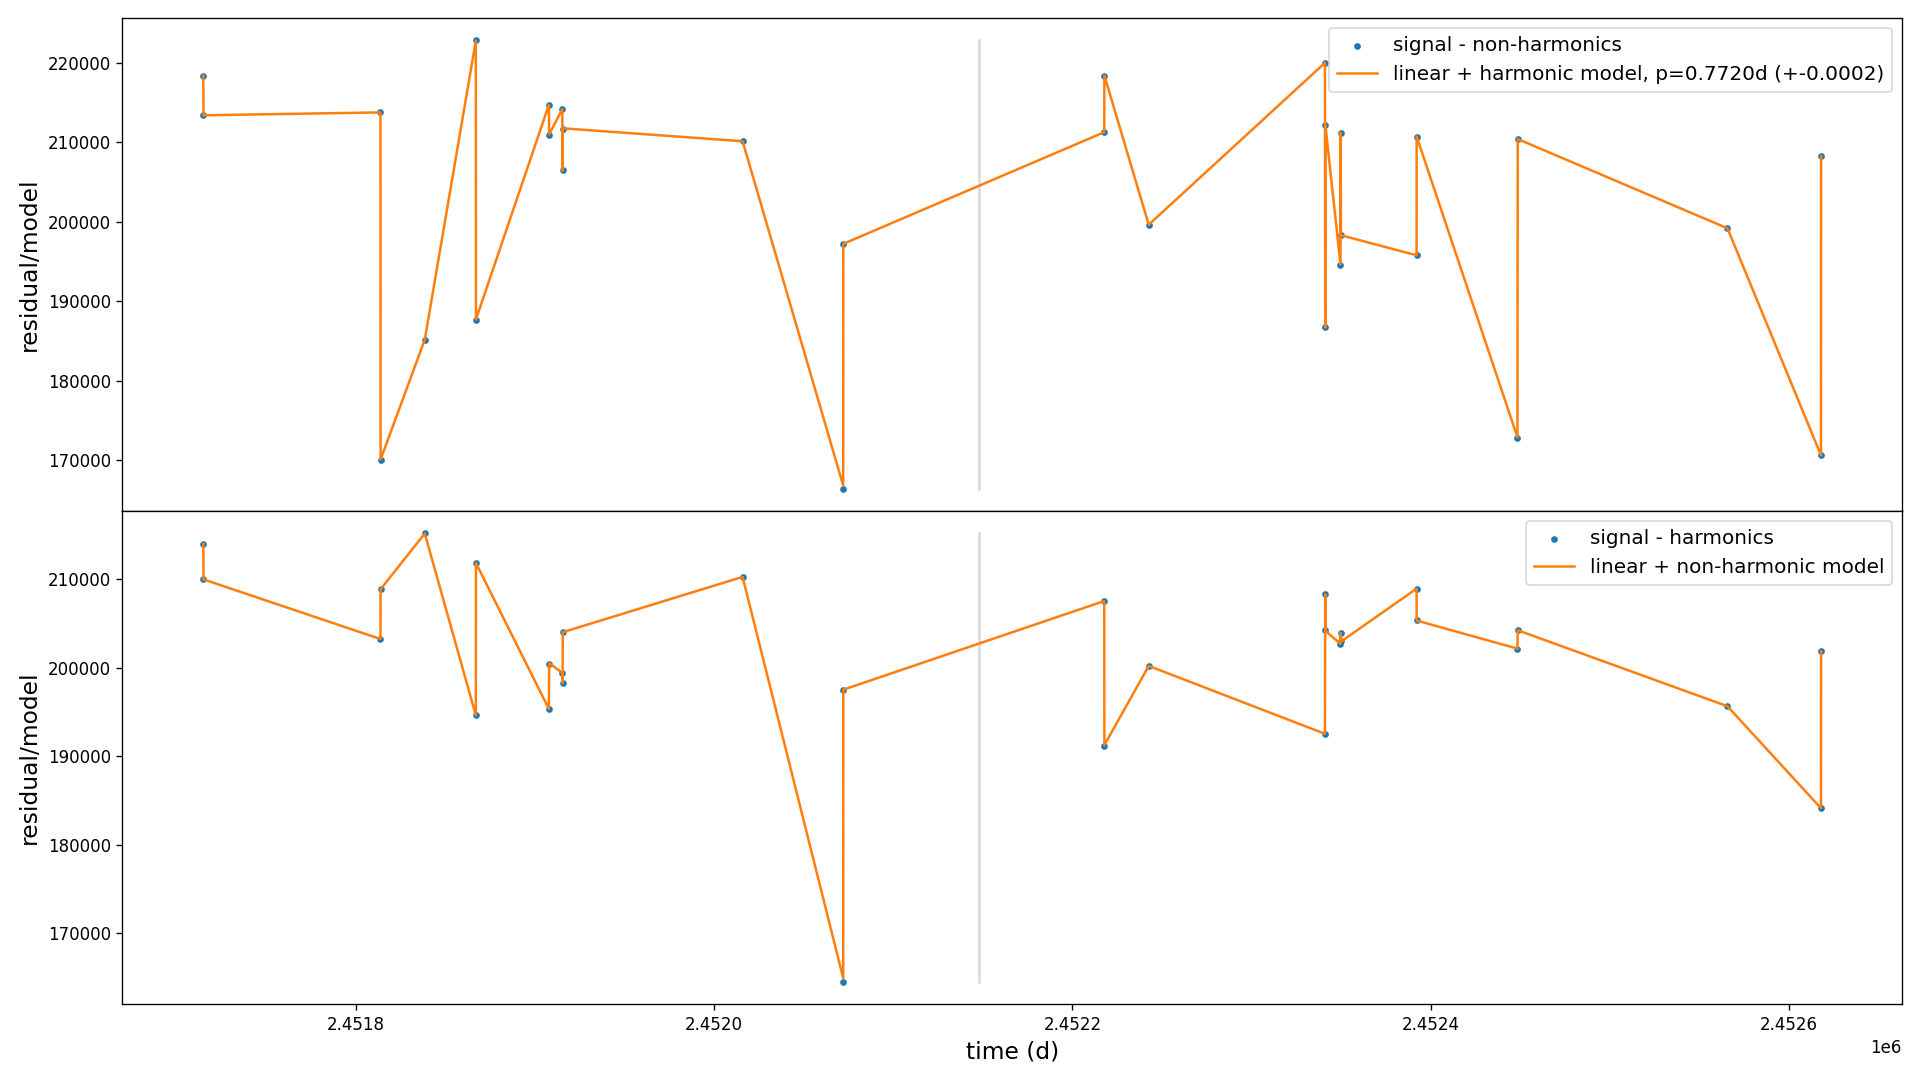 signal - non-harmonics
linear + harmonic model, p=0.7720d (+-0.0002)
220000
210000
200000
190000
180000
170000
residual/model
signal - harmonics
linear + non-harmonic model
210000
200000
190000
180000
170000
residual/model
2.4518
2.4520
2.4522
2.4524
2.4526
time (d)
1e6